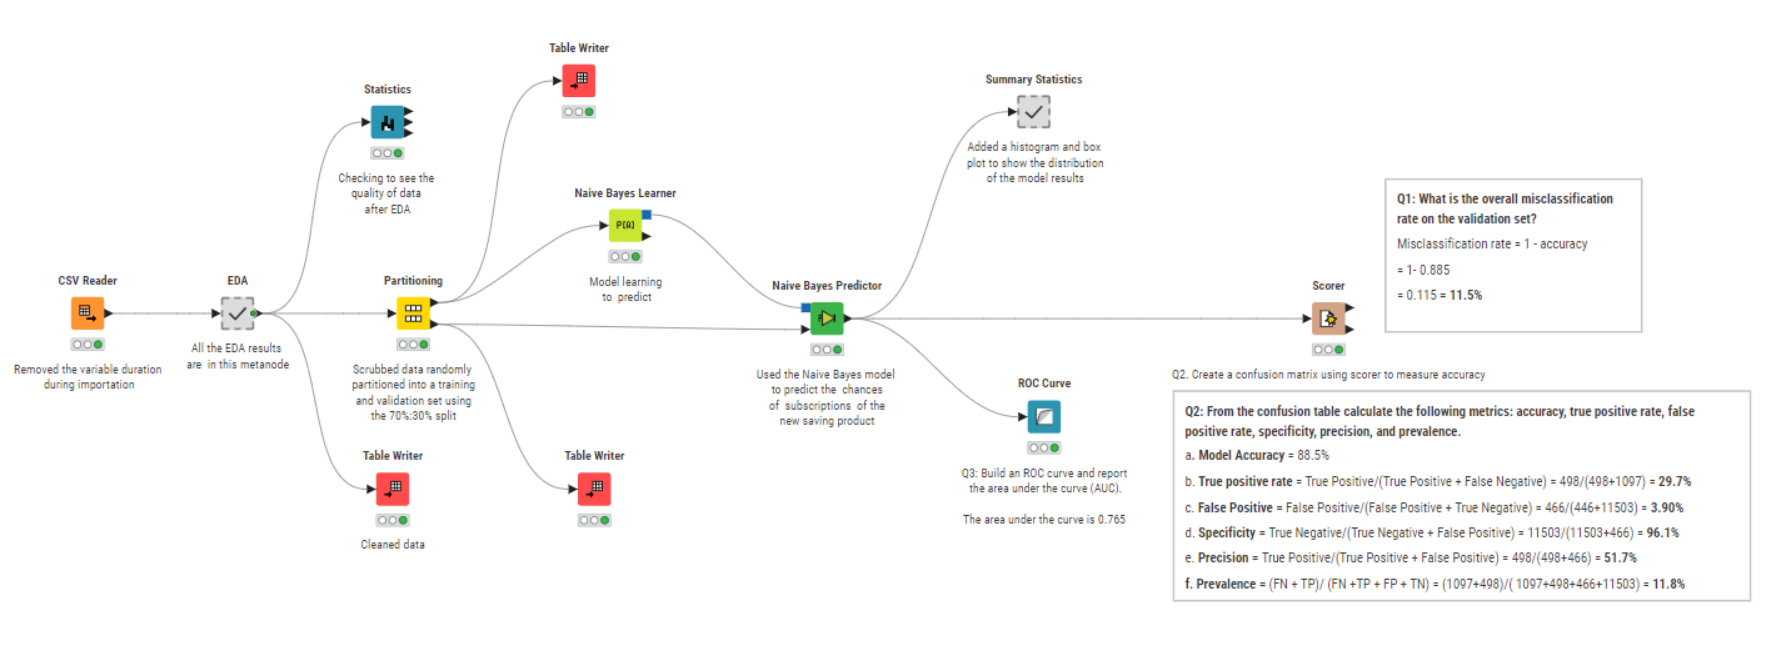 Table Writer
Statistics
Checking to see the
quality of data
after EDA
Summary Statistics
Added a histogram and box
plot to show the distribution
of the model results
Naive Bayes Learner
P(A)
Model learning
to predict
CSV Reader
Removed the variable duration
during importation
EDA
All the EDA results
are in this metanode
Partitioning
Scrubbed data randomly
partitioned into a training
and validation set using
the 70%:30% split
Naive Bayes Predictor
Used the Naive Bayes model
to predict the chances
of subscriptions of the
new saving product
Scorer
Q2. Create a confusion matrix using scorer to measure accuracy
Q1: What is the overall misclassification
rate on the validation set?
Misclassification rate = 1 - accuracy
= 1- 0.885
= 0.115 = 11.5%
ROC Curve
Q3: Build an ROC curve and report
the area under the curve (AUC).
The area under the curve is 0.765
Table Writer
Cleaned data
Table Writer
Q2: From the confusion table calculate the following metrics: accuracy, true positive rate, false
positive rate, specificity, precision, and prevalence.
a. Model Accuracy = 88.5%
b. True positive rate = True Positive/(True Positive + False Negative) = 498/(498+1097) = 29.7%
c. False Positive = False Positive/(False Positive + True Negative) = 466/(446+11503) = 3.90%
d. Specificity = True Negative/(True Negative + False Positive) = 11503/(11503+466) = 96.1%
e. Precision = True Positive/(True Positive + False Positive) = 498/(498+466) = 51.7%
f. Prevalence = (FN + TP)/ (FN +TP + FP + TN) = (1097+498)/( 1097+498+466+11503) = 11.8%